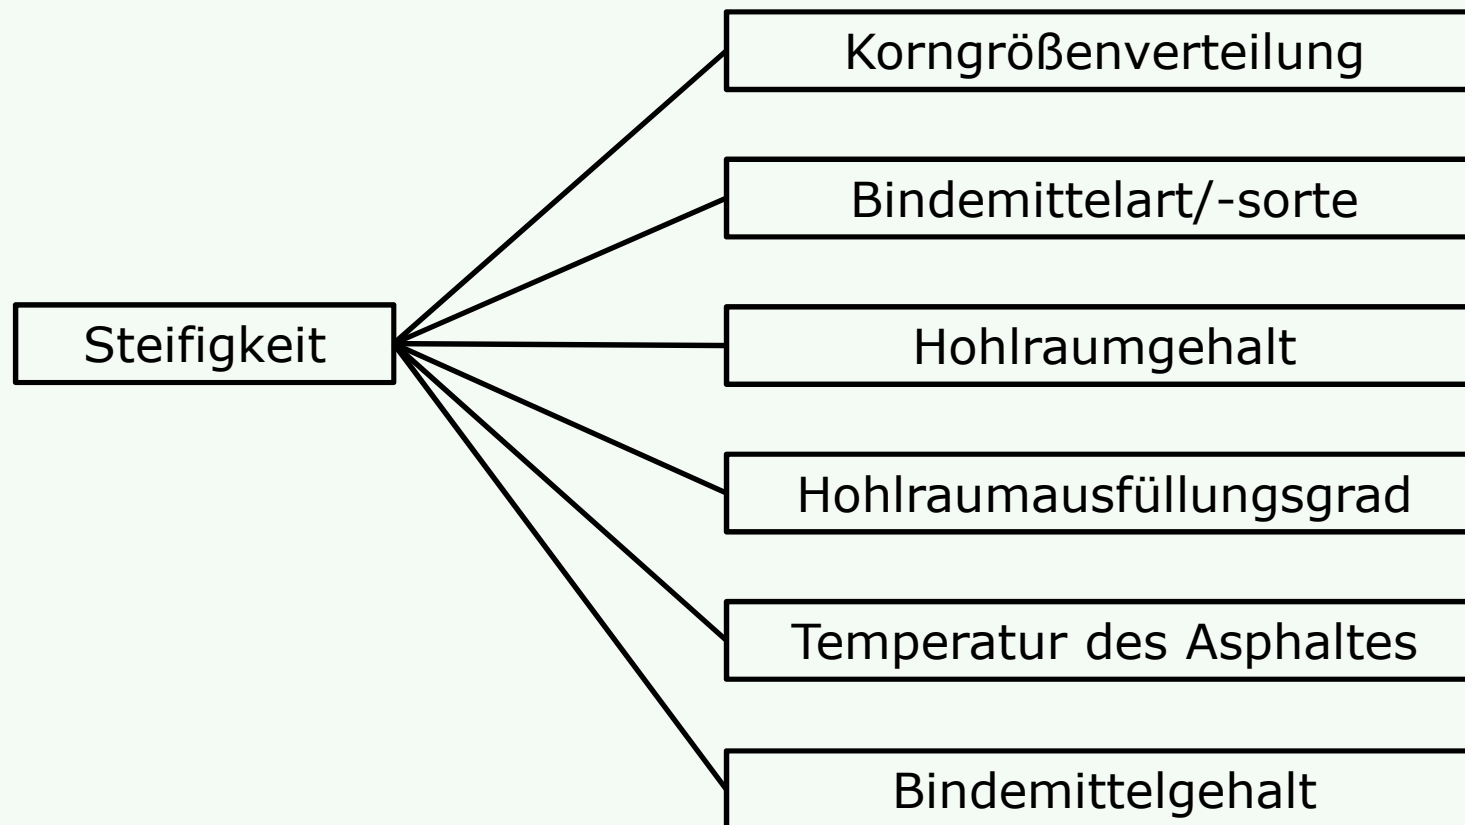 Korngrößenverteilung
Bindemittelart/-sorte
Steifigkeit
Hohlraumgehalt
Hohlraumausfüllungsgrad
Temperatur des Asphaltes
Bindemittelgehalt